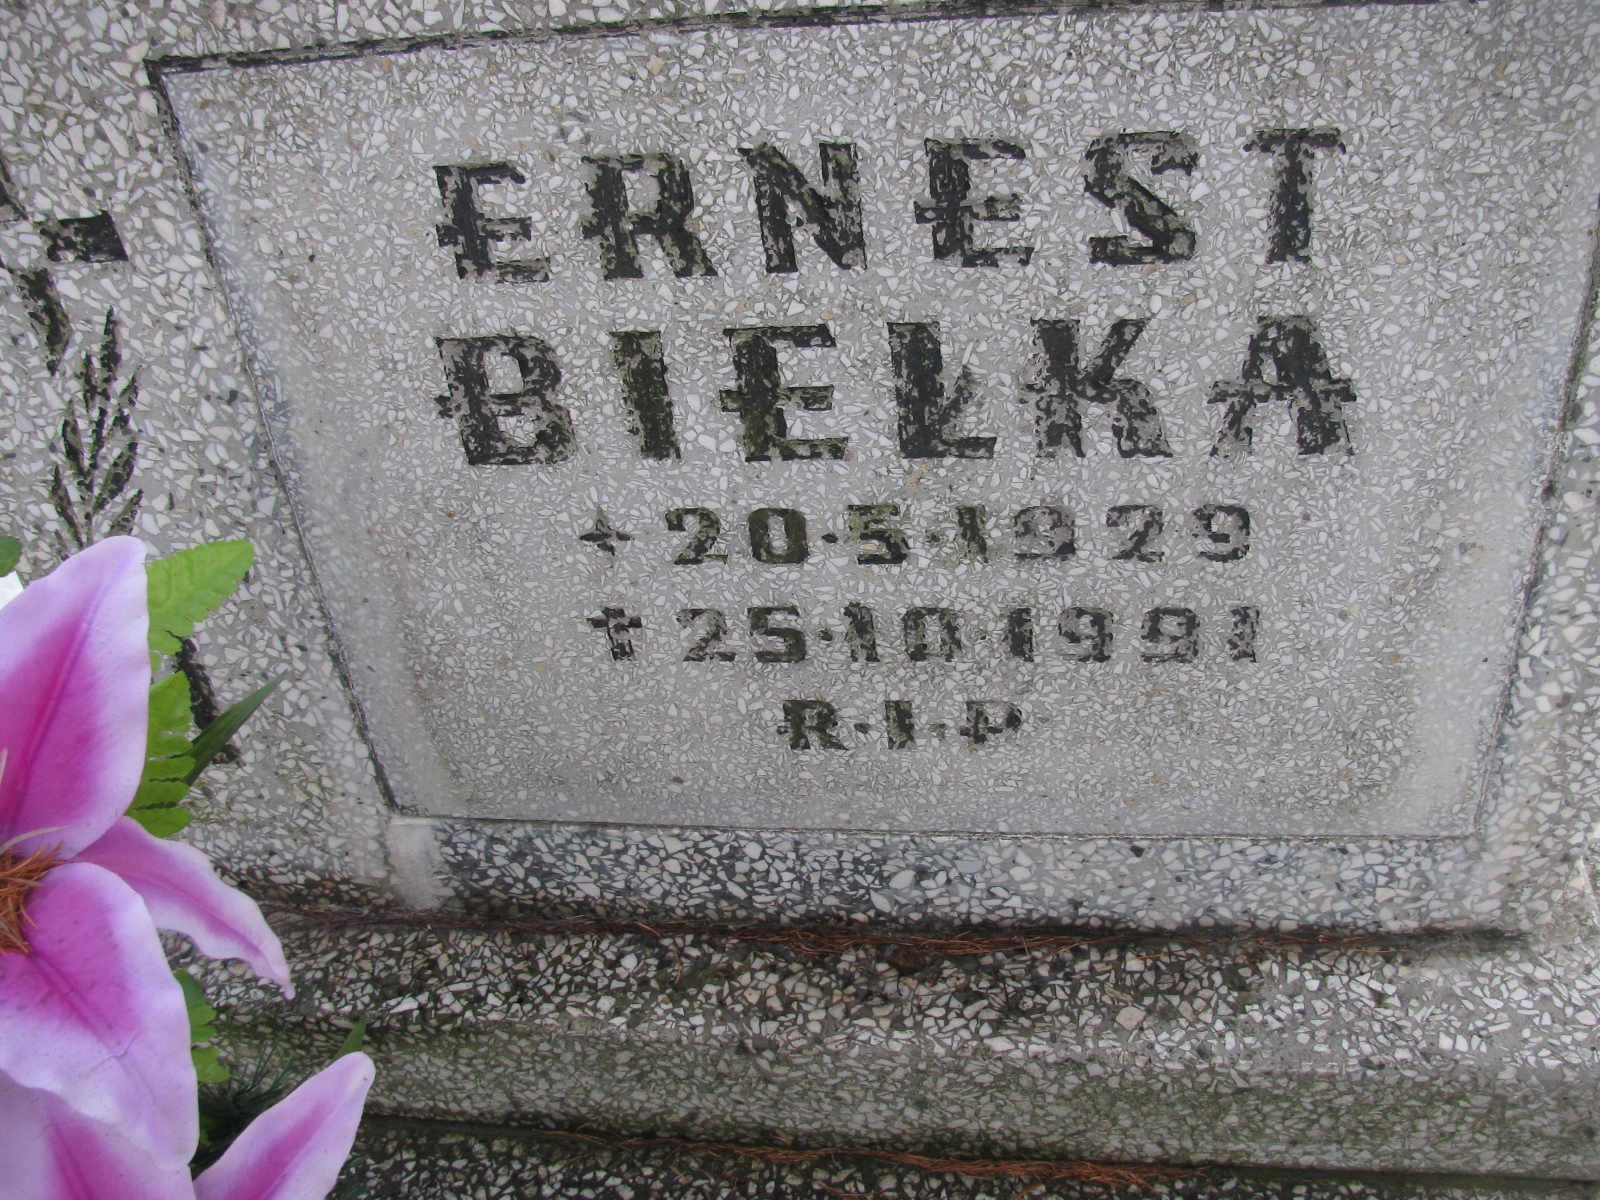 ERNEST
BIEŁKA
✦ 20·5·1929
† 25·10·1991
R·I·P